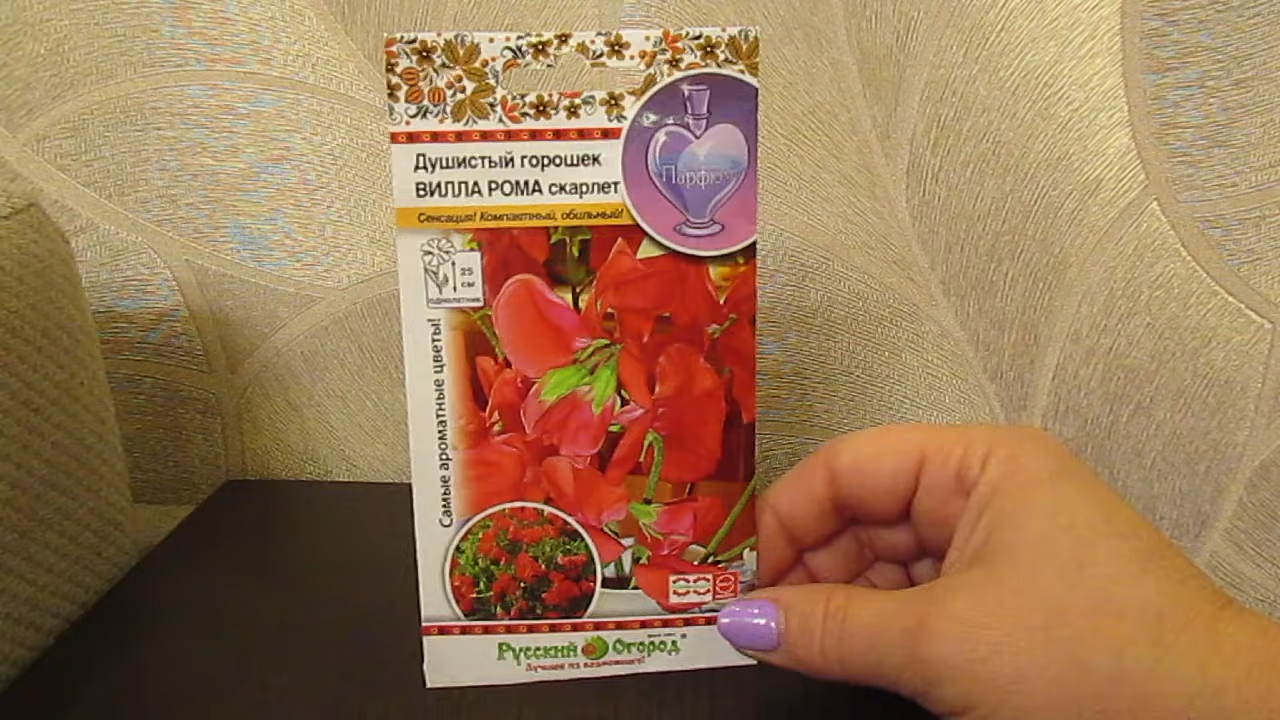 Душистый горошек
ВИЛЛА РОМА скарлет
Парфюм
Сенсация! Компактный, обильный!
25
см
однолетник
Самые ароматные цветы!
Русский Огород
Лучшее из возможного!